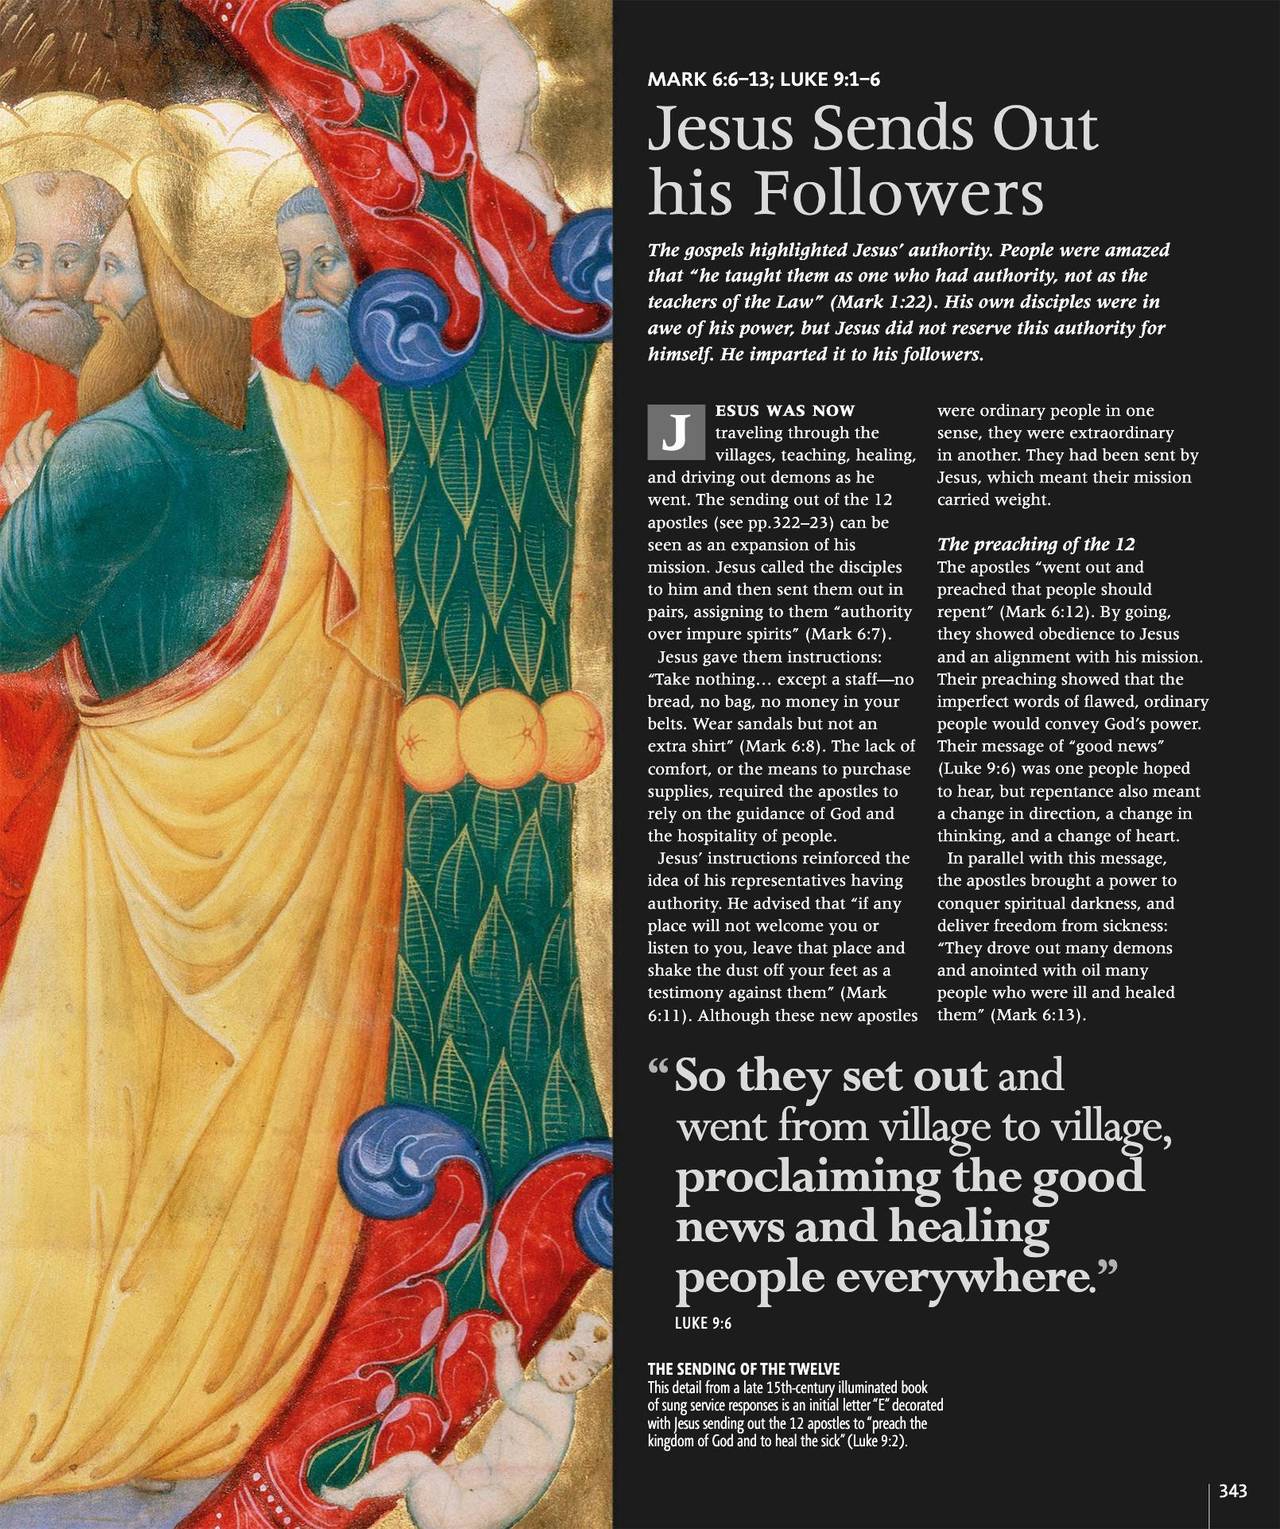 MARK 6:6–13; LUKE 9:1–6
Jesus Sends Out
his Followers
The gospels highlighted Jesus’ authority. People were amazed
that “he taught them as one who had authority, not as the
teachers of the Law” (Mark 1:22). His own disciples were in
awe of his power, but Jesus did not reserve this authority for
himself. He imparted it to his followers.
JESUS WAS NOW
traveling through the
villages, teaching, healing,
and driving out demons as he
went. The sending out of the 12
apostles (see pp.322–23) can be
seen as an expansion of his
mission. Jesus called the disciples
to him and then sent them out in
pairs, assigning to them “authority
over impure spirits” (Mark 6:7).
Jesus gave them instructions:
“Take nothing… except a staff—no
bread, no bag, no money in your
belts. Wear sandals but not an
extra shirt” (Mark 6:8). The lack of
comfort, or the means to purchase
supplies, required the apostles to
rely on the guidance of God and
the hospitality of people.
Jesus’ instructions reinforced the
idea of his representatives having
authority. He advised that “if any
place will not welcome you or
listen to you, leave that place and
shake the dust off your feet as a
testimony against them” (Mark
6:11). Although these new apostles
were ordinary people in one
sense, they were extraordinary
in another. They had been sent by
Jesus, which meant their mission
carried weight.
The preaching of the 12
The apostles “went out and
preached that people should
repent” (Mark 6:12). By going,
they showed obedience to Jesus
and an alignment with his mission.
Their preaching showed that the
imperfect words of flawed, ordinary
people would convey God’s power.
Their message of “good news”
(Luke 9:6) was one people hoped
to hear, but repentance also meant
a change in direction, a change in
thinking, and a change of heart.
In parallel with this message,
the apostles brought a power to
conquer spiritual darkness, and
deliver freedom from sickness:
“They drove out many demons
and anointed with oil many
people who were ill and healed
them” (Mark 6:13).
“So they set out and
went from village to village,
proclaiming the good
news and healing
people everywhere.”
LUKE 9:6
THE SENDING OF THE TWELVE
This detail from a late 15th-century illuminated book
of sung service responses is an initial letter “E” decorated
with Jesus sending out the 12 apostles to “preach the
kingdom of God and to heal the sick” (Luke 9:2).
343